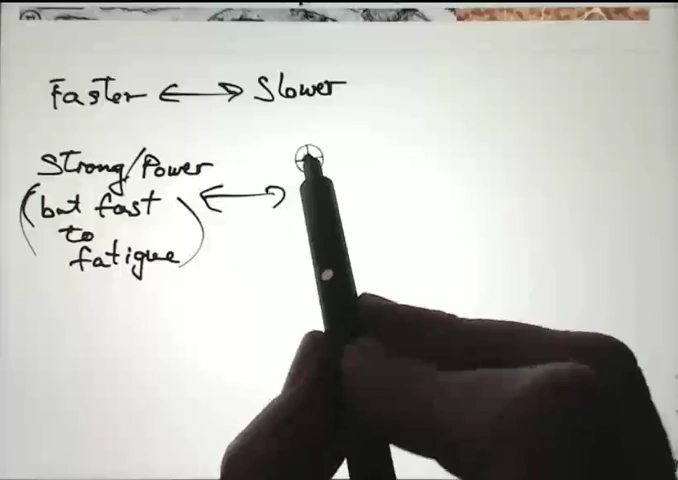 Faster ⟷ Slower
Strong/Power
(but fast ⟷
to
fatigue)